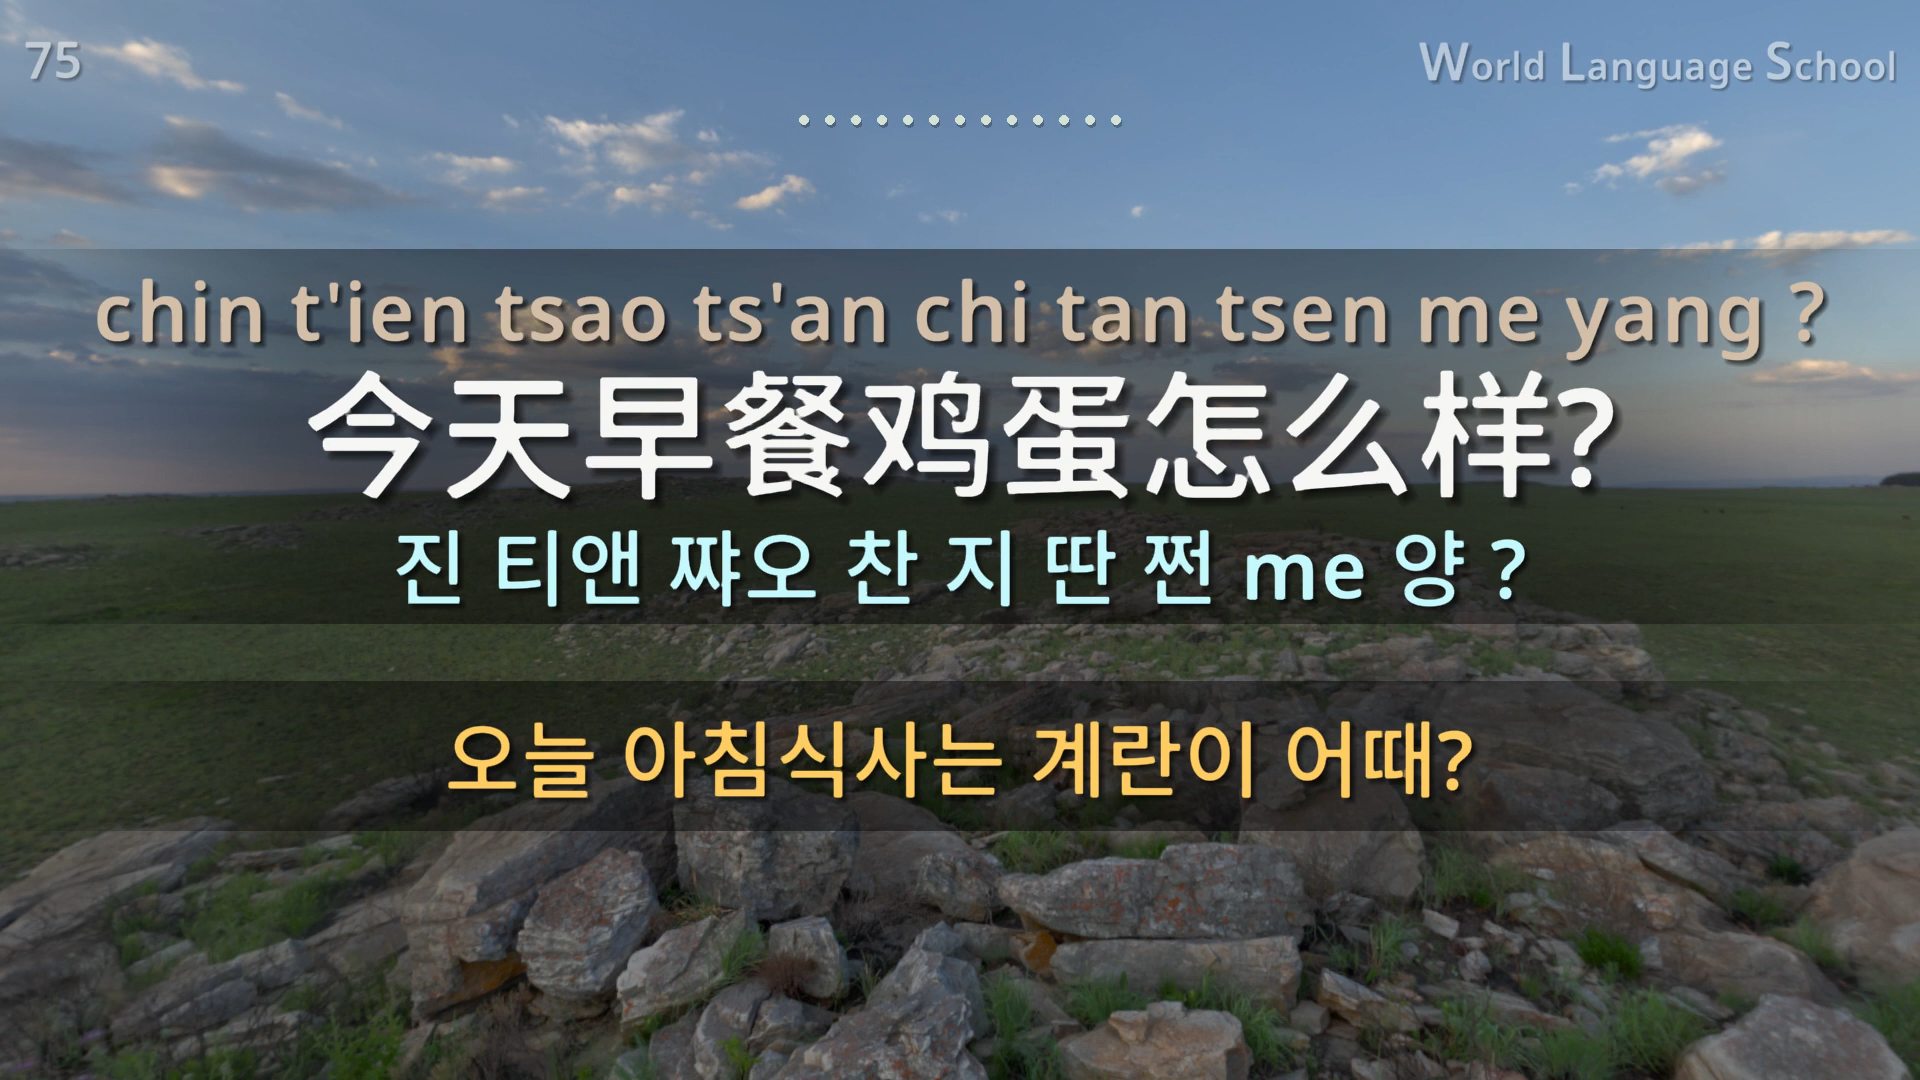 75
World Language School
chin t'ien tsao ts'an chi tan tsen me yang ?
今天早餐鸡蛋怎么样?
진 티앤 쨔오 찬 지 딴 쩐 me 양 ?
오늘 아침식사는 계란이 어때?